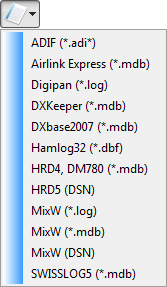 ADIF (*.adi*)
Airlink Express (*.mdb)
Digipan (*.log)
DXKeeper (*.mdb)
DXbase2007 (*.mdb)
Hamlog32 (*.dbf)
HRD4, DM780 (*.mdb)
HRD5 (DSN)
MixW (*.log)
MixW (*.mdb)
MixW (DSN)
SWISSLOG5 (*.mdb)